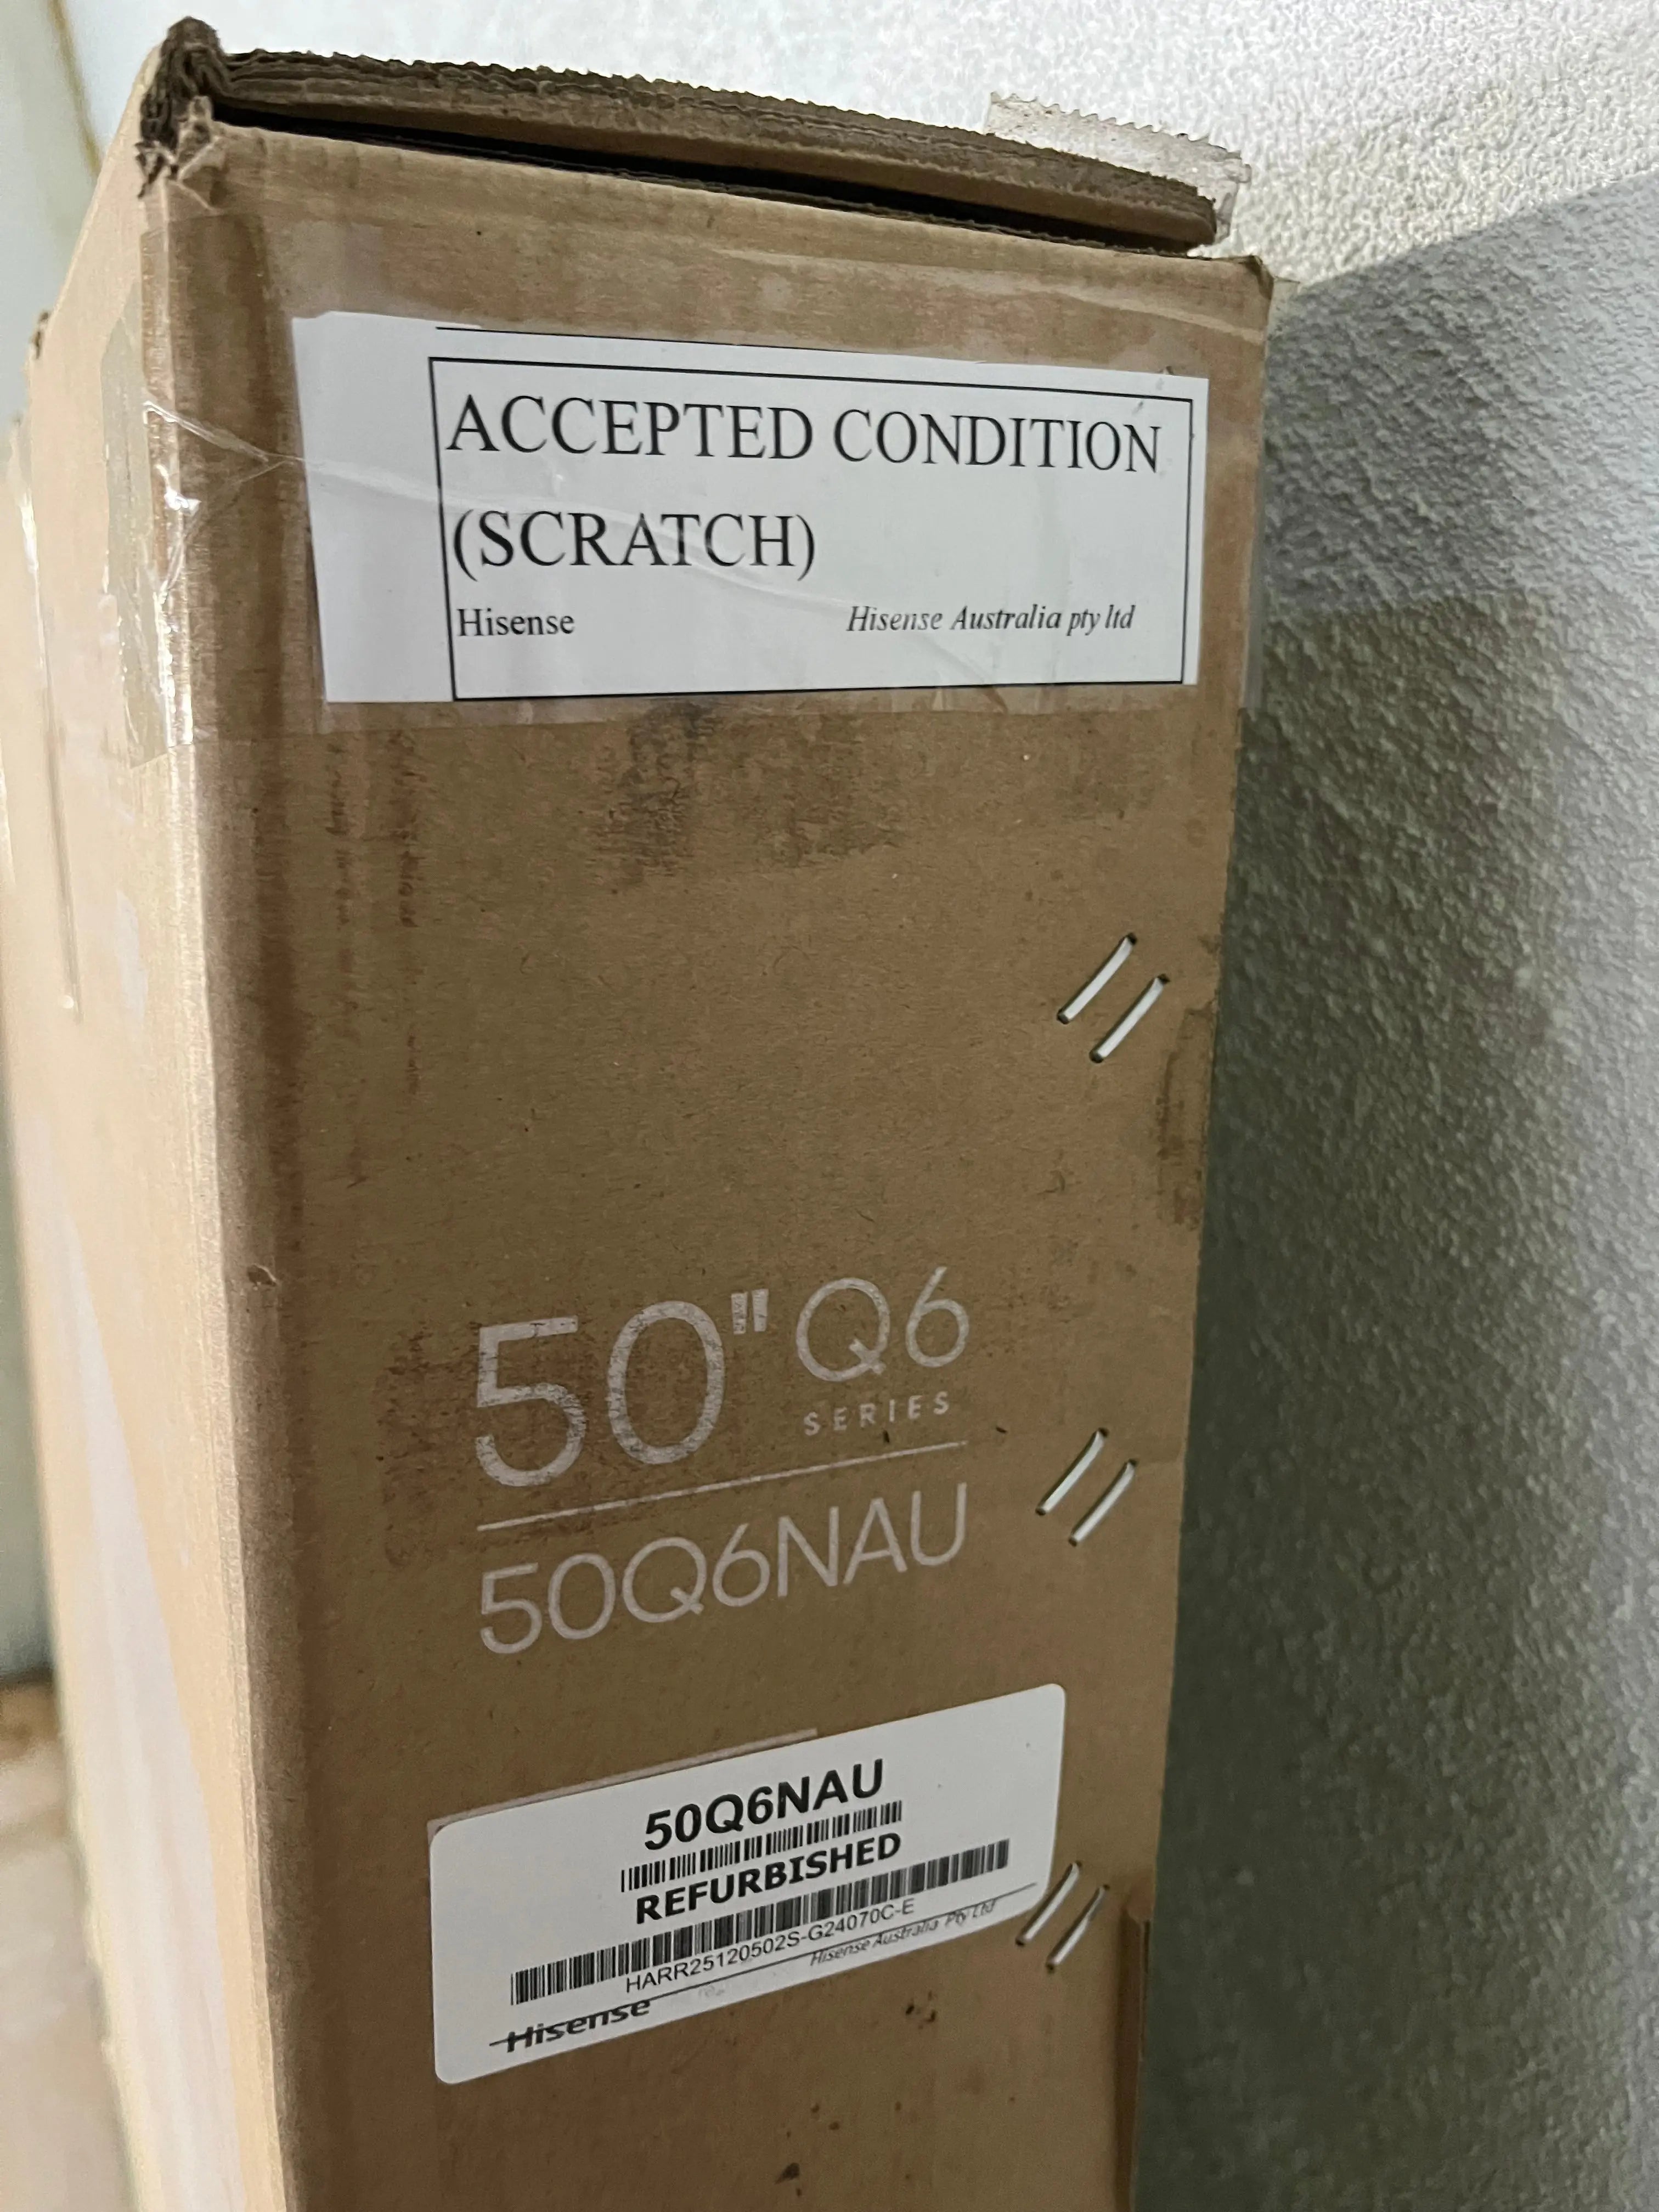 ACCEPTED CONDITION
(SCRATCH)
Hisense Hisense Australia pty ltd
50" Q6
SERIES
50Q6NAU
50Q6NAU
REFURBISHED
HARR25120502S-G24070C-E
Hisense Australia Pty Ltd
Hisense